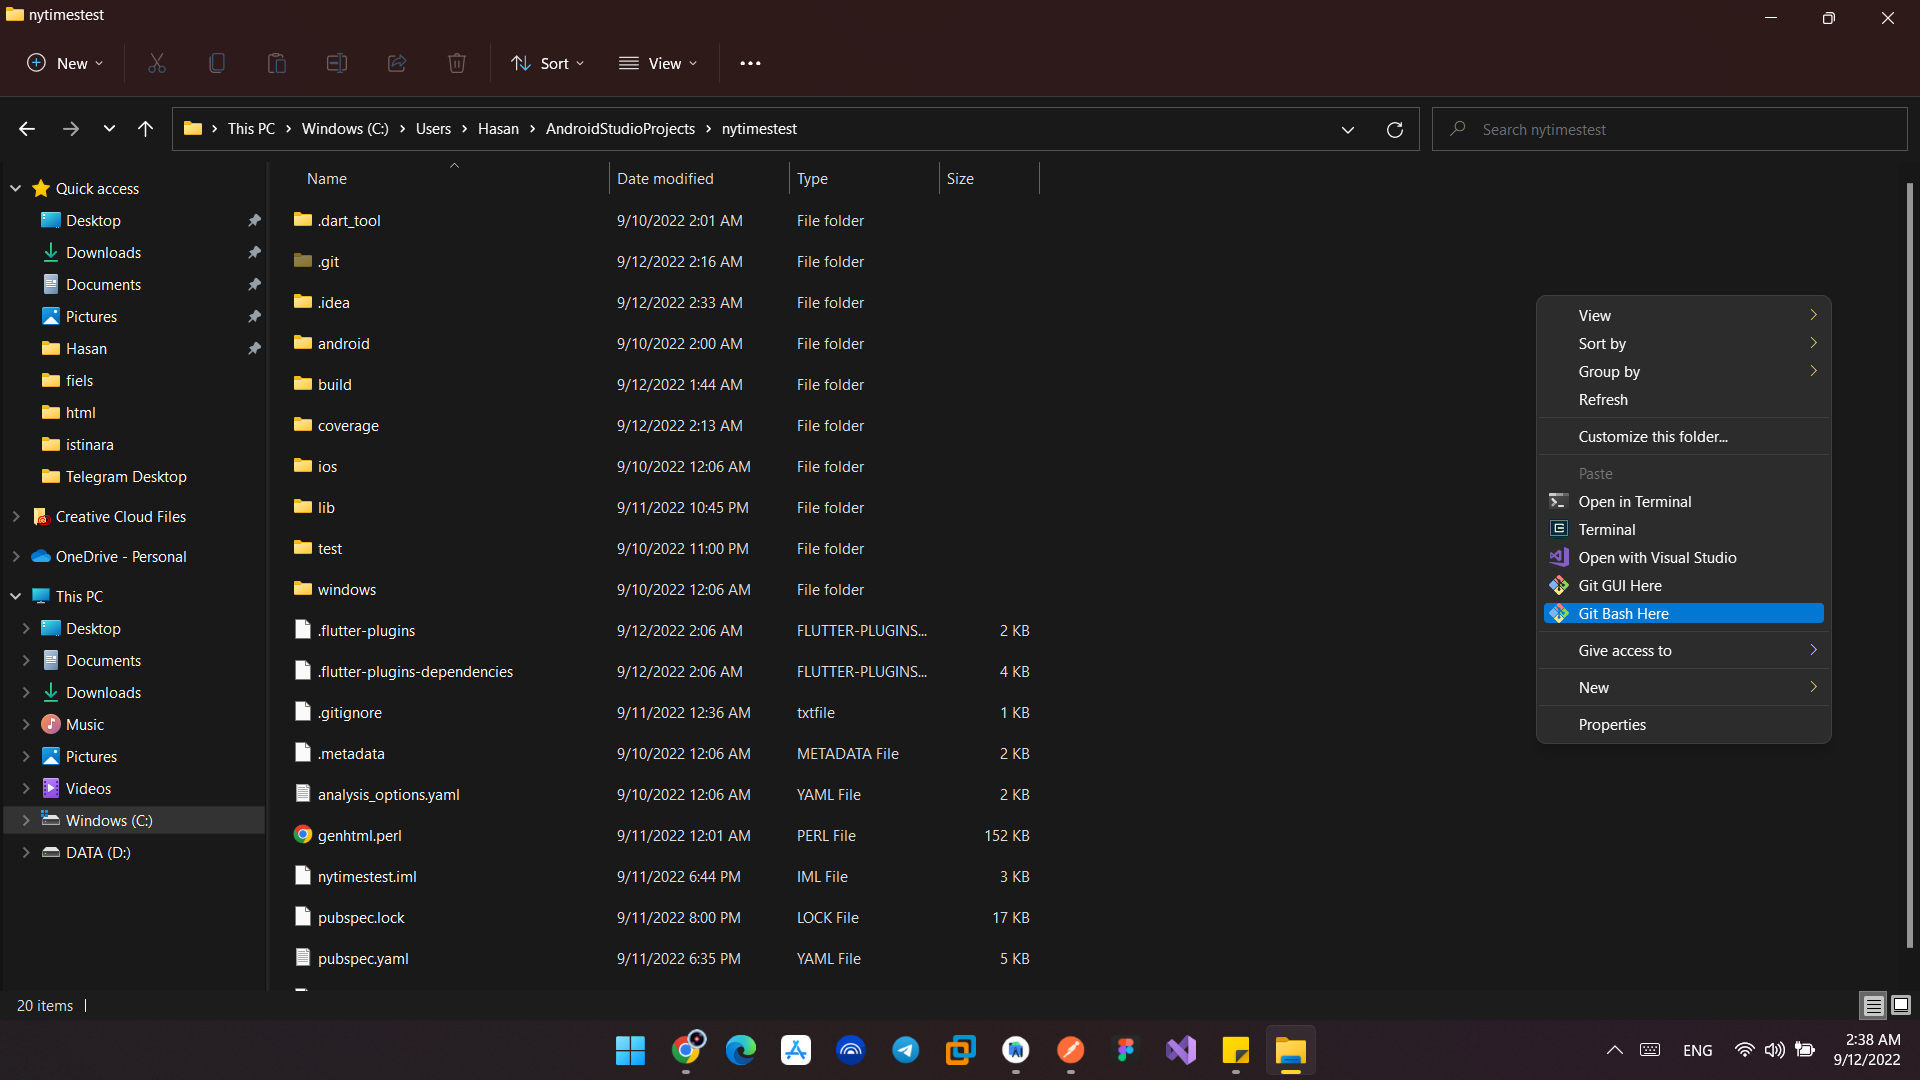 nytimestest
New
Sort
View
This PC
Windows (C:)
Users
Hasan
AndroidStudioProjects
nytimestest
Search nytimestest
Quick access
Desktop
Downloads
Documents
Pictures
Hasan
fiels
html
istinara
Telegram Desktop
Creative Cloud Files
OneDrive - Personal
This PC
Desktop
Documents
Downloads
Music
Pictures
Videos
Windows (C:)
DATA (D:)
Name Date modified Type Size
.dart_tool 9/10/2022 2:01 AM File folder
.git 9/12/2022 2:16 AM File folder
.idea 9/12/2022 2:33 AM File folder
android 9/10/2022 2:00 AM File folder
build 9/12/2022 1:44 AM File folder
coverage 9/12/2022 2:13 AM File folder
ios 9/10/2022 12:06 AM File folder
lib 9/11/2022 10:45 PM File folder
test 9/10/2022 11:00 PM File folder
windows 9/10/2022 12:06 AM File folder
.flutter-plugins 9/12/2022 2:06 AM FLUTTER-PLUGINS... 2 KB
.flutter-plugins-dependencies 9/12/2022 2:06 AM FLUTTER-PLUGINS... 4 KB
.gitignore 9/11/2022 12:36 AM txtfile 1 KB
.metadata 9/10/2022 12:06 AM METADATA File 2 KB
analysis_options.yaml 9/10/2022 12:06 AM YAML File 2 KB
genhtml.perl 9/11/2022 12:01 AM PERL File 152 KB
nytimestest.iml 9/11/2022 6:44 PM IML File 3 KB
pubspec.lock 9/11/2022 8:00 PM LOCK File 17 KB
pubspec.yaml 9/11/2022 6:35 PM YAML File 5 KB
View
Sort by
Group by
Refresh
Customize this folder...
Paste
Open in Terminal
Terminal
Open with Visual Studio
Git GUI Here
Git Bash Here
Give access to
New
Properties
20 items
ENG
2:38 AM
9/12/2022